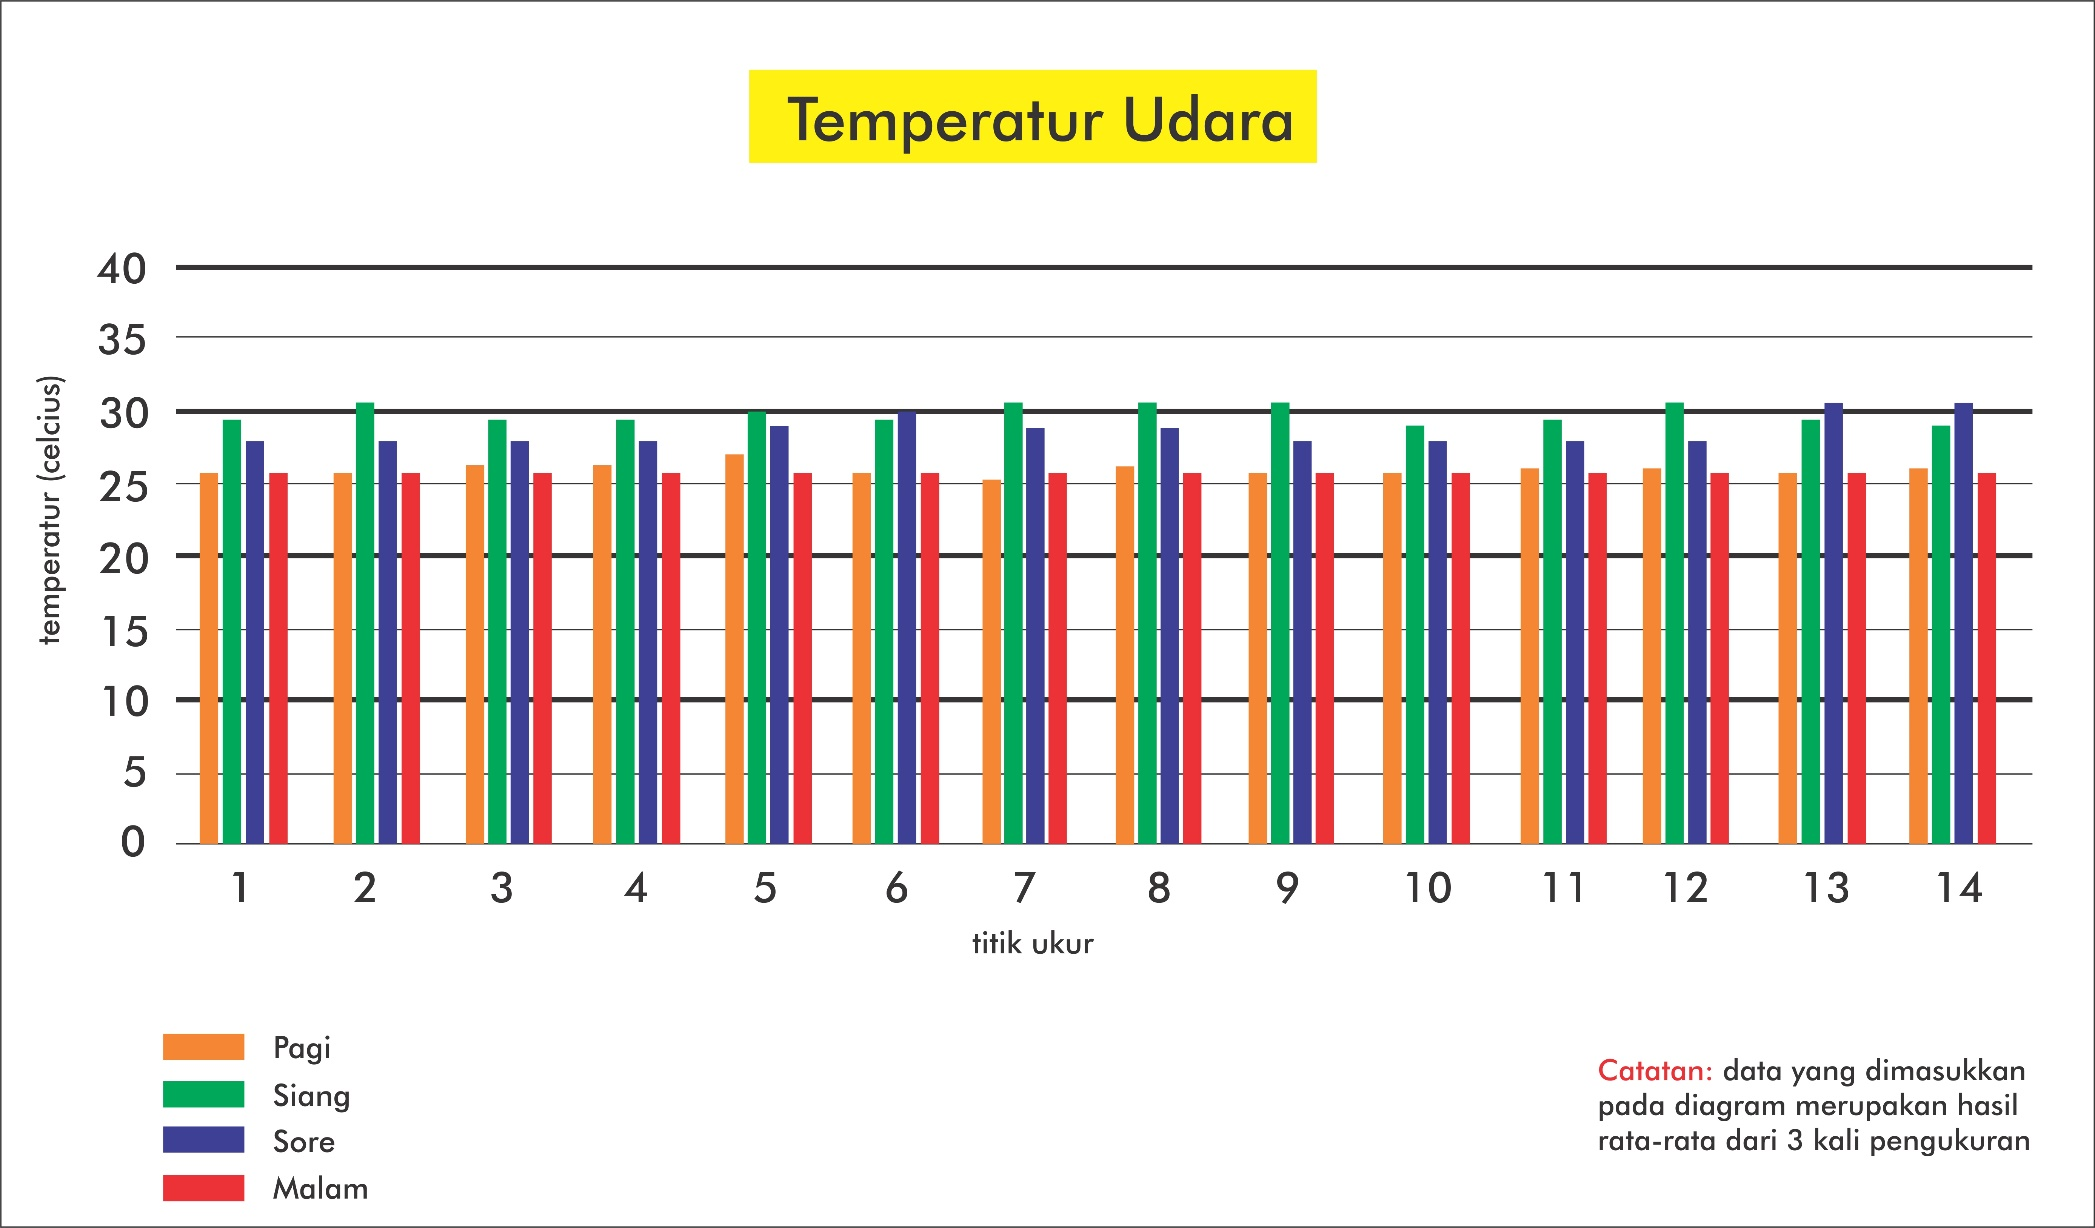 Temperatur Udara
40
35
30
25
20
15
10
5
0
temperatur (celcius)
1 2 3 4 5 6 7 8 9 10 11 12 13 14
titik ukur
Pagi
Siang
Sore
Malam
Catatan: data yang dimasukkan
pada diagram merupakan hasil
rata-rata dari 3 kali pengukuran